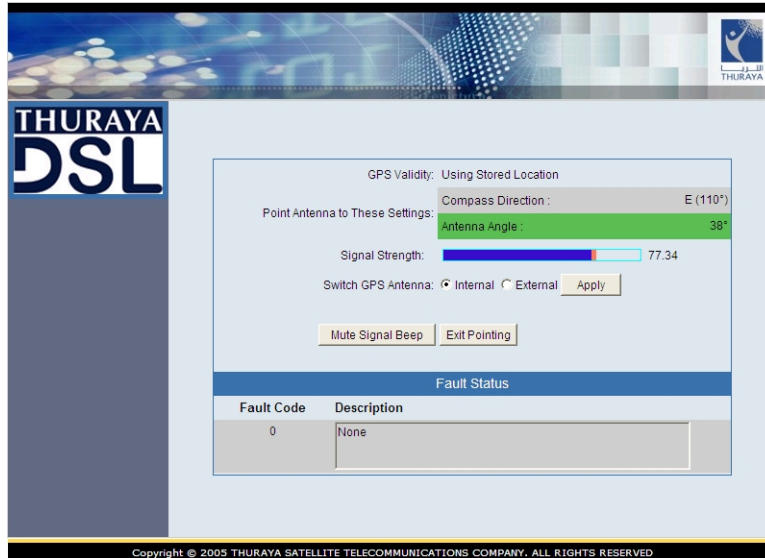 الثريا
THURAYA
THURAYA
DSL
GPS Validity: Using Stored Location
Point Antenna to These Settings:
Compass Direction : E (110°)
Antenna Angle : 38°
Signal Strength: 77.34
Switch GPS Antenna: Internal External Apply
Mute Signal Beep Exit Pointing
Fault Status
Fault Code Description
0 None
Copyright © 2005 THURAYA SATELLITE TELECOMMUNICATIONS COMPANY. ALL RIGHTS RESERVED